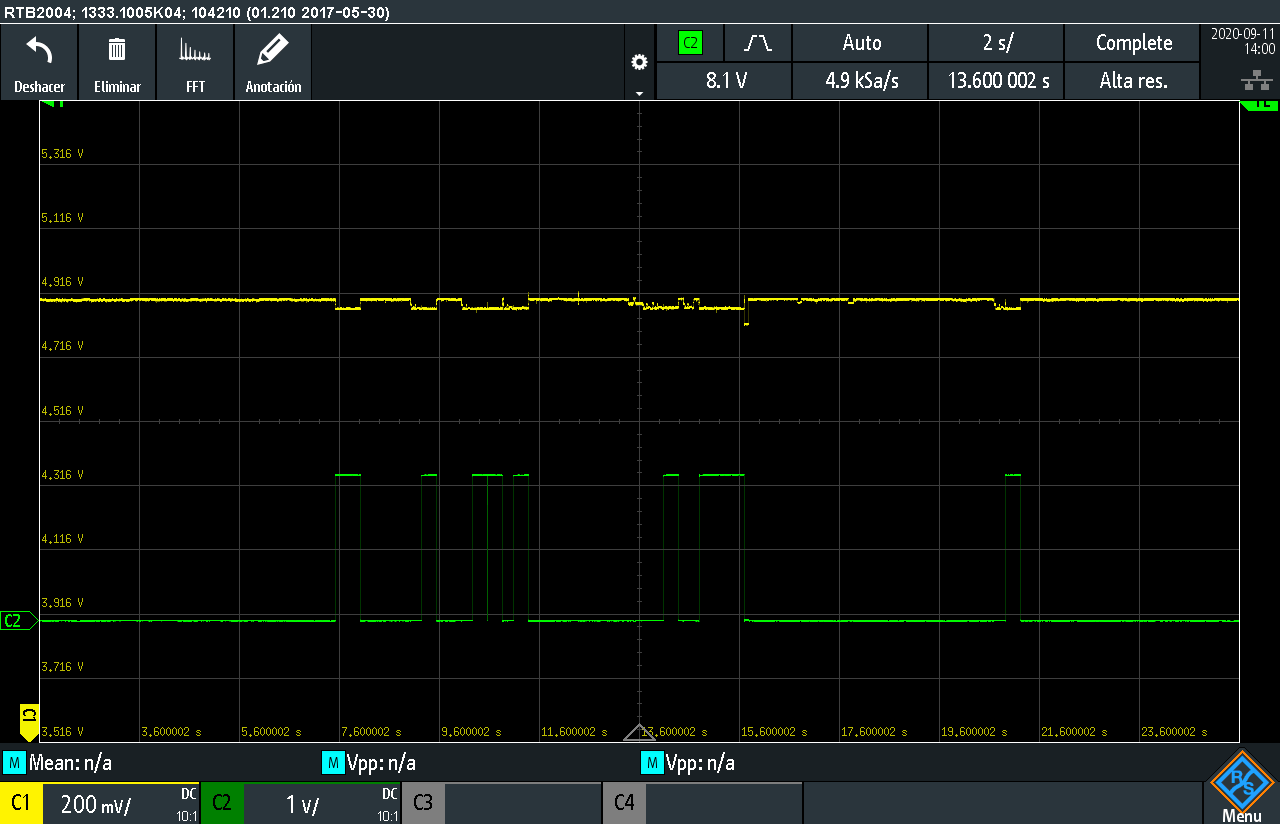 RTB2004; 1333.1005K04; 104210 (01.210 2017-05-30)
Deshacer
Eliminar
FFT
Anotación
C2
Auto
2 s/
Complete
8.1 V
4.9 kSa/s
13.600 002 s
Alta res.
2020-09-11
14:00
TL
5,316 V
5,116 V
4,916 V
4,716 V
4,516 V
4,316 V
4,116 V
3,916 V
C2
3,716 V
C1
3,516 V
3,600002 s
5,600002 s
7,600002 s
9,600002 s
11,600002 s
13,600002 s
15,600002 s
17,600002 s
19,600002 s
21,600002 s
23,600002 s
M Mean: n/a
M Vpp: n/a
M Vpp: n/a
C1
200 mV/
DC
10:1
C2
1 V/
DC
10:1
C3
C4
R S
Menu